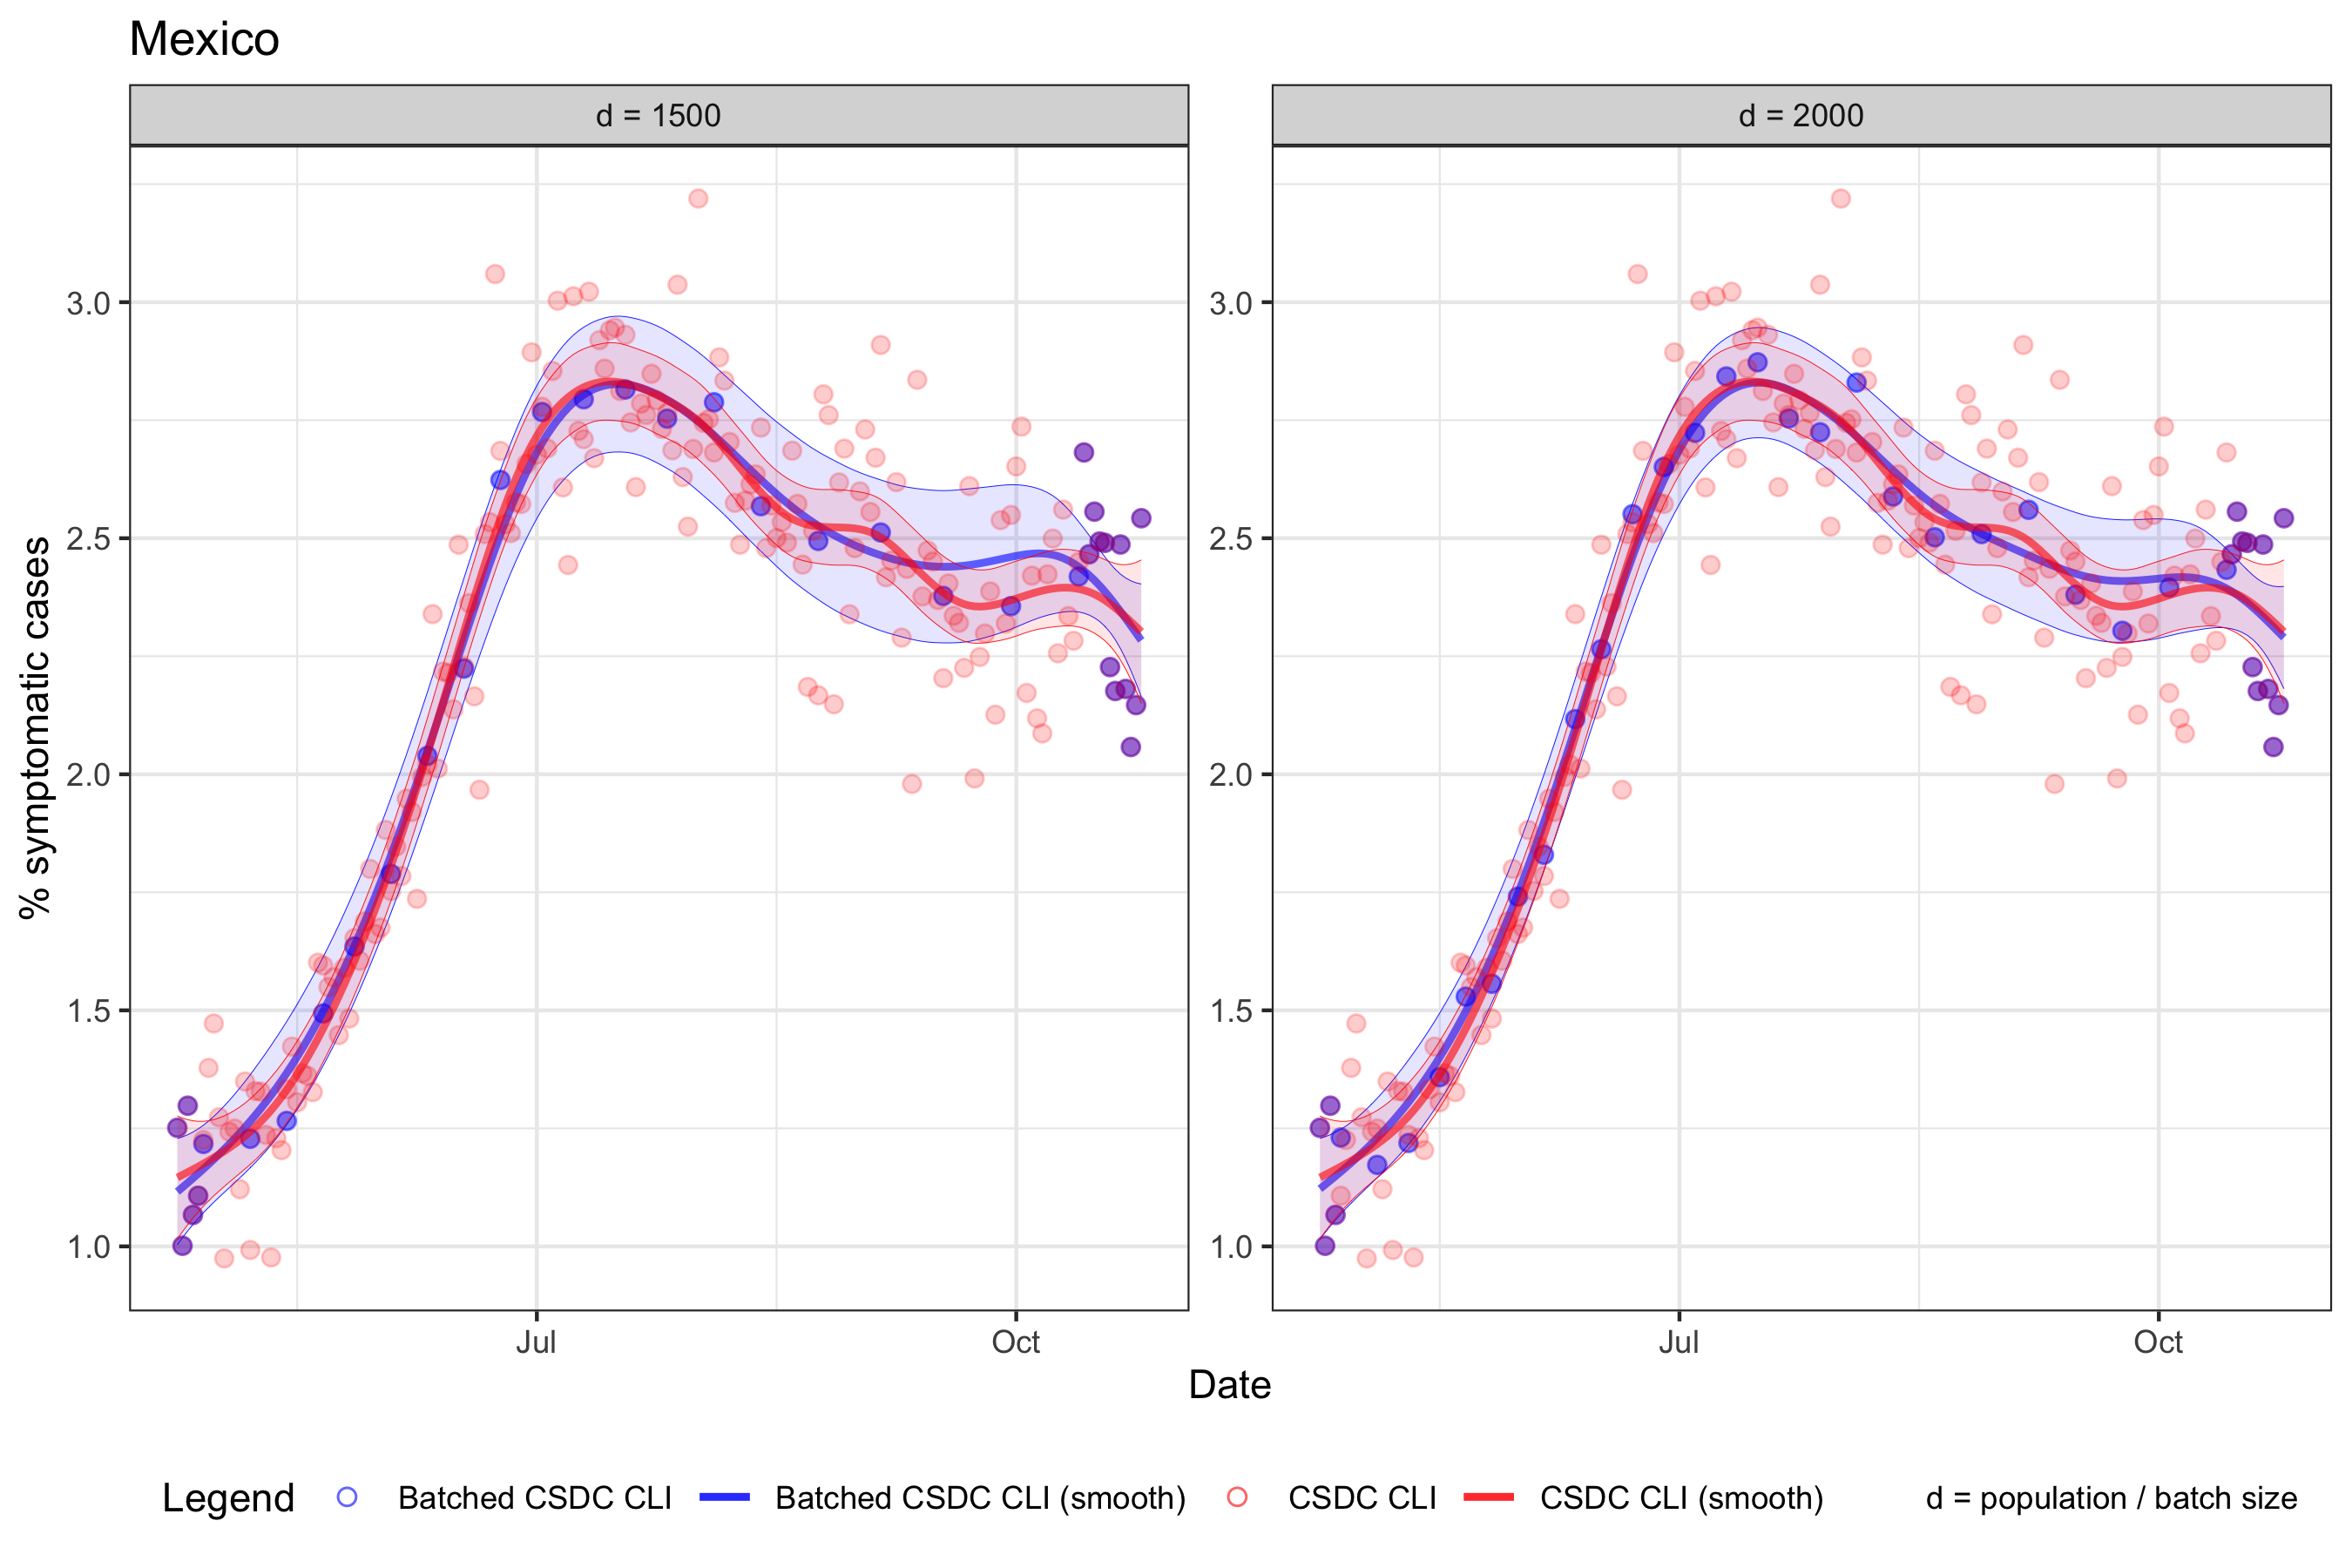 Mexico
d = 1500
d = 2000
% symptomatic cases
3.0
2.5
2.0
1.5
1.0
3.0
2.5
2.0
1.5
1.0
Jul
Oct
Jul
Oct
Date
Legend Batched CSDC CLI Batched CSDC CLI (smooth) CSDC CLI CSDC CLI (smooth) d = population / batch size